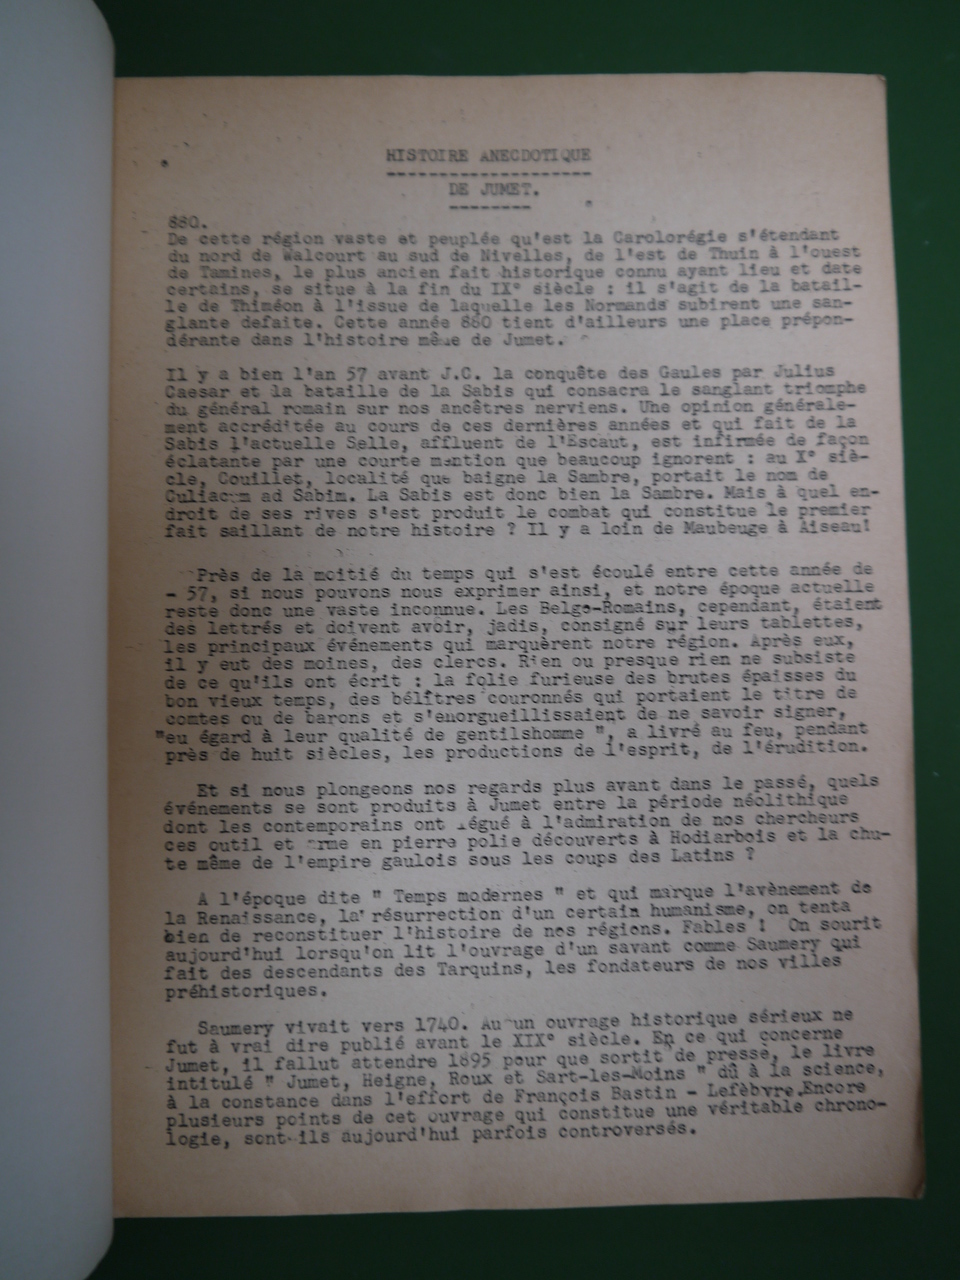 HISTOIRE ANECDOTIQUE
DE JUMET.
880.
De cette région vaste et peuplée qu'est la Carolorégie s'étendant
du nord de Walcourt au sud de Nivelles, de l'est de Thuin à l'ouest
de Tamines, le plus ancien fait historique connu ayant lieu et date
certains, se situe à la fin du IX° siècle : il s'agit de la batail-
le de Thiméon à l'issue de laquelle les Normands subirent une san-
glante defaite. Cette année 880 tient d'ailleurs une place prépon-
dérante dans l'histoire même de Jumet.
Il y a bien l'an 57 avant J.C. la conquête des Gaules par Julius
Caesar et la bataille de la Sabis qui consacra le sanglant triomphe
du général romain sur nos ancêtres nerviens. Une opinion générale-
ment accréditée au cours de ces dernières années et qui fait de la
Sabis l'actuelle Selle, affluent de l'Escaut, est infirmée de façon
éclatante par une courte mention que beaucoup ignorent : au X° siè-
cle, Couillet, localité que baigne la Sambre, portait le nom de
Culiacum ad Sabim. La Sabis est donc bien la Sambre. Mais à quel en-
droit de ses rives s'est produit le combat qui constitue le premier
fait saillant de notre histoire ? Il y a loin de Maubeuge à Aiseau!
Près de la moitié du temps qui s'est écoulé entre cette année de
- 57, si nous pouvons nous exprimer ainsi, et notre époque actuelle
reste donc une vaste inconnue. Les Belgo-Romains, cependant, étaient
des lettrés et doivent avoir, jadis, consigné sur leurs tablettes,
les principaux événements qui marquèrent notre région. Après eux,
il y eut des moines, des clercs. Rien ou presque rien ne subsiste
de ce qu'ils ont écrit : la folie furieuse des brutes épaisses du
bon vieux temps, des bélîtres couronnés qui portaient le titre de
comtes ou de barons et s'enorgueillissaient de ne savoir signer,
"eu égard à leur qualité de gentilshomme ", a livré au feu, pendant
près de huit siècles, les productions de l'esprit, de l'érudition.
Et si nous plongeons nos regards plus avant dans le passé, quels
événements se sont produits à Jumet entre la période néolithique
dont les contemporains ont légué à l'admiration de nos chercheurs
ces outil et arme en pierre polie découverts à Hodiarbois et la chu-
te même de l'empire gaulois sous les coups des Latins ?
A l'époque dite " Temps modernes " et qui marque l'avènement de
la Renaissance, la résurrection d'un certain humanisme, on tenta
bien de reconstituer l'histoire de nos régions. Fables ! On sourit
aujourd'hui lorsqu'on lit l'ouvrage d'un savant comme Saumery qui
fait des descendants des Tarquins, les fondateurs de nos villes
préhistoriques.
Saumery vivait vers 1740. Aucun ouvrage historique sérieux ne
fut à vrai dire publié avant le XIX° siècle. En ce qui concerne
Jumet, il fallut attendre 1895 pour que sortit de presse, le livre
intitulé " Jumet, Heigne, Roux et Sart-les-Moins " dû à la science,
à la constance dans l'effort de François Bastin - Lefèbvre.Encore
plusieurs points de cet ouvrage qui constitue une véritable chrono-
logie, sont-ils aujourd'hui parfois controversés.